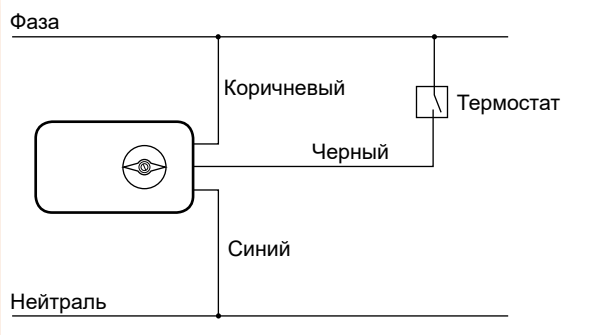 Фаза
Коричневый
Термостат
Черный
Синий
Нейтраль